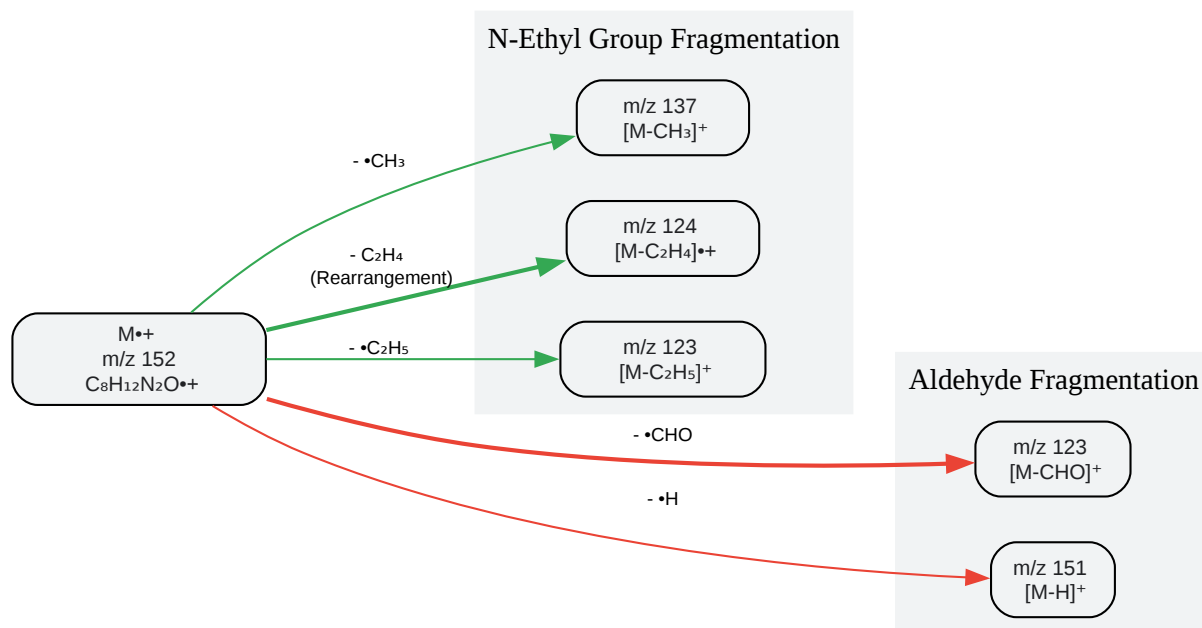 N-Ethyl Group Fragmentation
m/z 137
[M-CH₃]⁺
- •CH₃
m/z 124
[M-C₂H₄]•+
- C₂H₄
(Rearrangement)
M•+
m/z 152
C₈H₁₂N₂O•+
- •C₂H₅
m/z 123
[M-C₂H₅]⁺
Aldehyde Fragmentation
- •CHO
m/z 123
[M-CHO]⁺
- •H
m/z 151
[M-H]⁺